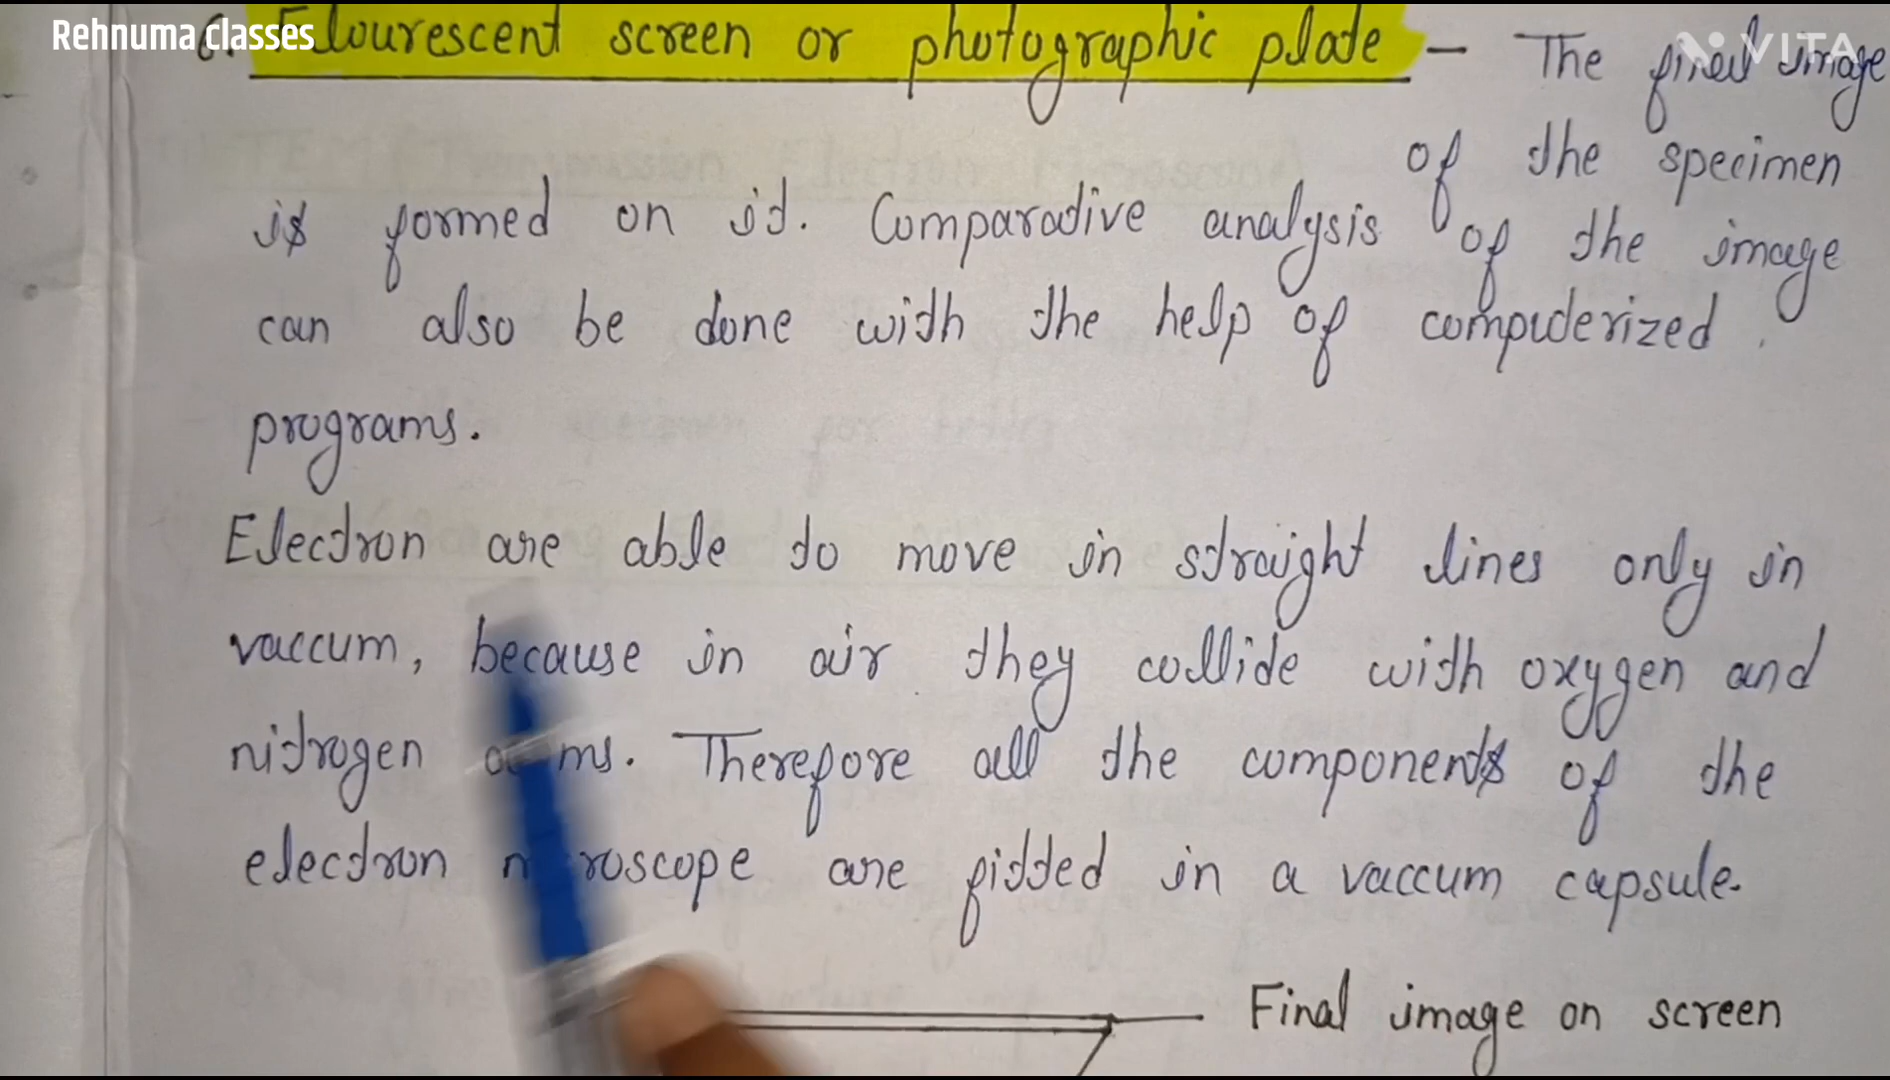 Rehnuma classes
VITA
6. Flourescent screen or photographic plate - The final image
of the specimen
is formed on it. Comparative analysis of the image
can also be done with the help of computerized
programs.
Electron are able to move in straight lines only in
vaccum, because in air they collide with oxygen and
nitrogen ms. Therefore all the components of the
electron roscope are fitted in a vaccum capsule.
Final image on screen